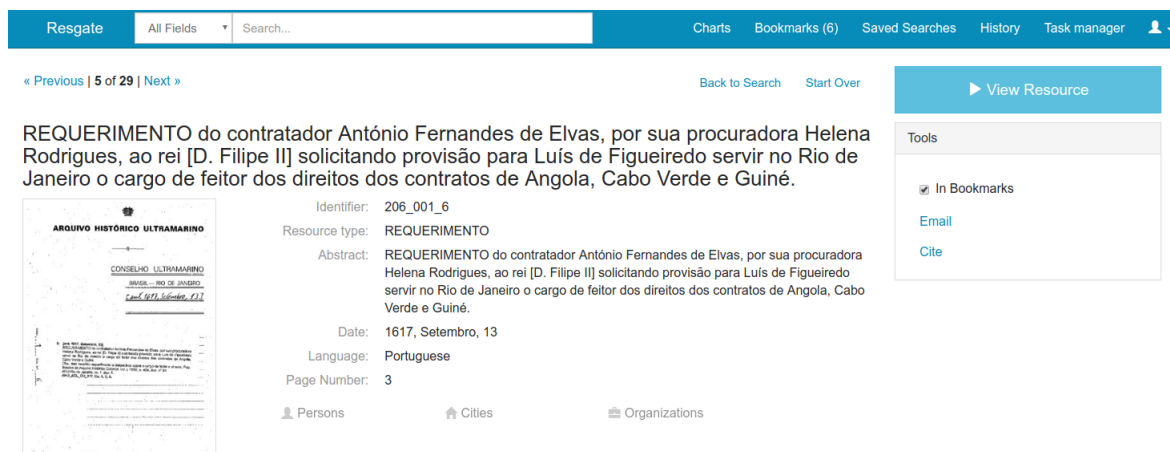 Resgate All Fields Search... Charts Bookmarks (6) Saved Searches History Task manager
« Previous | 5 of 29 | Next » Back to Search Start Over
View Resource
REQUERIMENTO do contratador António Fernandes de Elvas, por sua procuradora Helena
Rodrigues, ao rei [D. Filipe II] solicitando provisão para Luís de Figueiredo servir no Rio de
Janeiro o cargo de feitor dos direitos dos contratos de Angola, Cabo Verde e Guiné.
Tools
In Bookmarks
Email
Cite
ARQUIVO HISTÓRICO ULTRAMARINO
CONSELHO ULTRAMARINO
BRASIL — RIO DE JANEIRO
Identifier: 206_001_6
Resource type: REQUERIMENTO
Abstract: REQUERIMENTO do contratador António Fernandes de Elvas, por sua procuradora
Helena Rodrigues, ao rei [D. Filipe II] solicitando provisão para Luís de Figueiredo
servir no Rio de Janeiro o cargo de feitor dos direitos dos contratos de Angola, Cabo
Verde e Guiné.
Date: 1617, Setembro, 13
Language: Portuguese
Page Number: 3
Persons Cities Organizations